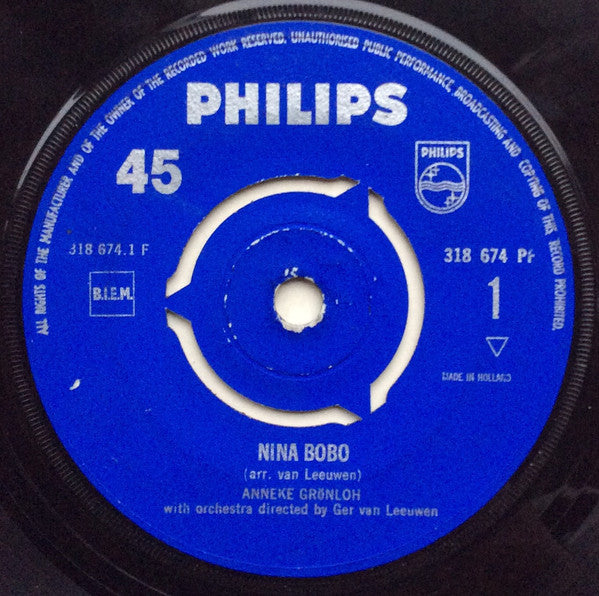 ALL RIGHTS OF THE MANUFACTURER AND OF THE OWNER OF THE RECORDED WORK RESERVED. UNAUTHORISED PUBLIC PERFORMANCE, BROADCASTING AND COPYING OF THIS RECORD PROHIBITED
PHILIPS
45
PHILIPS
318 674.1 F
318 674 PF
B.I.E.M.
1
MADE IN HOLLAND
NINA BOBO
(arr. van Leeuwen)
ANNEKE GRÖNLOH
with orchestra directed by Ger van Leeuwen